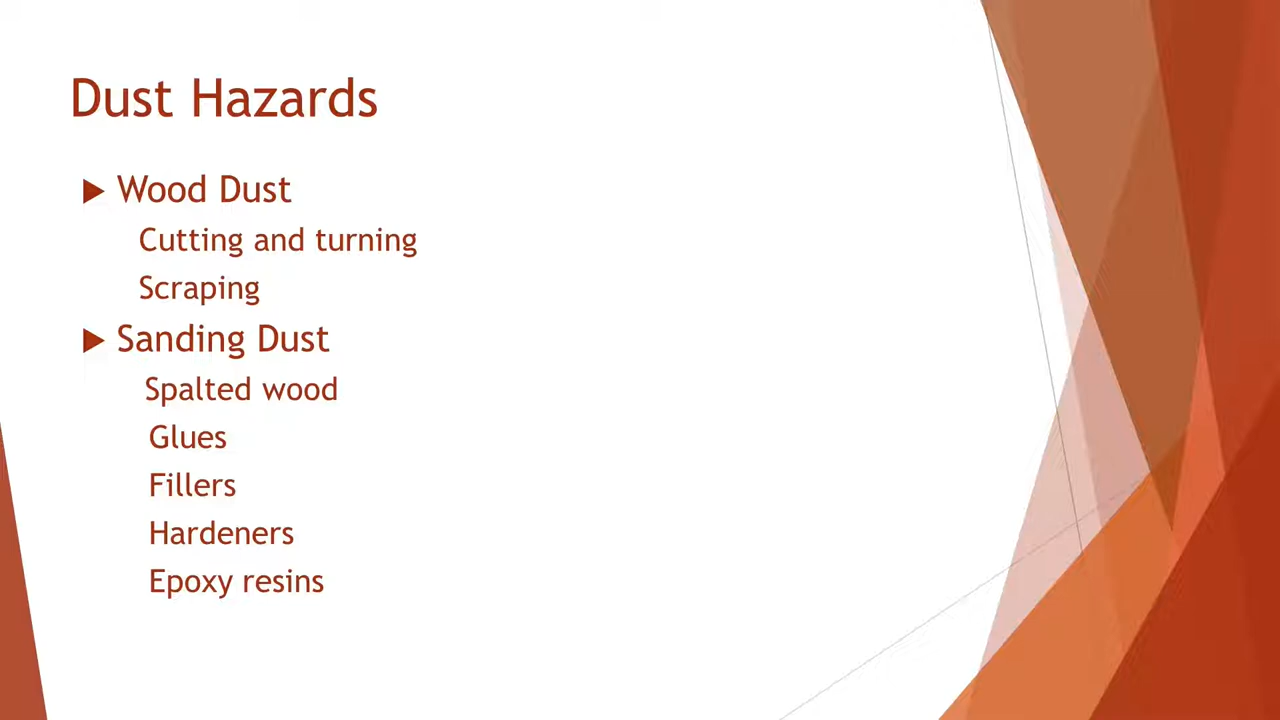 Dust Hazards
Wood Dust
Cutting and turning
Scraping
Sanding Dust
Spalted wood
Glues
Fillers
Hardeners
Epoxy resins